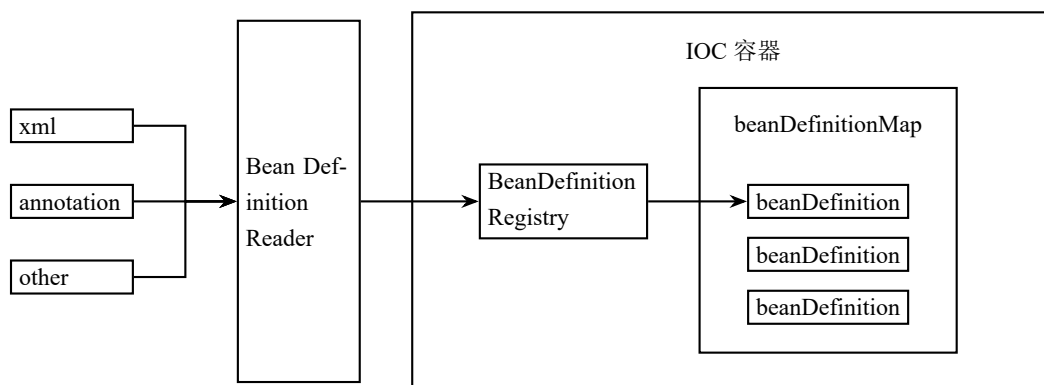 IOC 容器
xml
annotation
other
Bean Def-
inition
Reader
BeanDefinition
Registry
beanDefinitionMap
beanDefinition
beanDefinition
beanDefinition